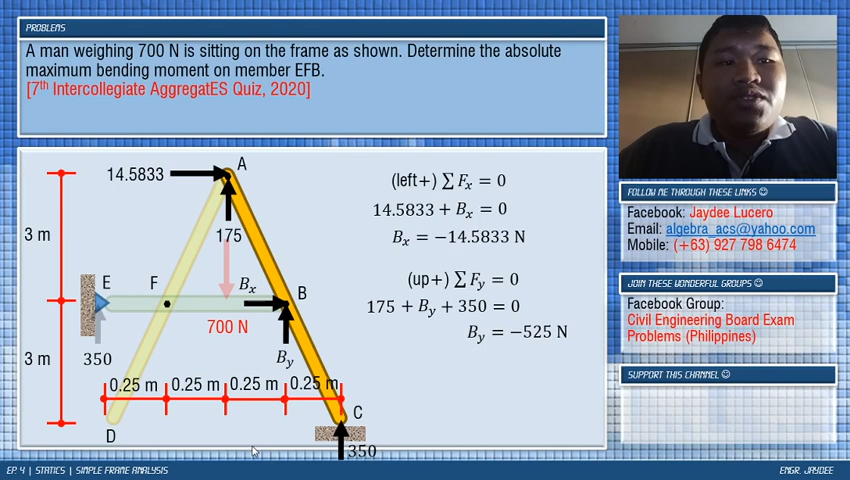 PROBLEMS
A man weighing 700 N is sitting on the frame as shown. Determine the absolute
maximum bending moment on member EFB.
[7th Intercollegiate AggregatES Quiz, 2020]
14.5833
A
175
3 m
E
F
Bx
B
700 N
350
By
3 m
0.25 m
0.25 m
0.25 m
0.25 m
C
D
350
(left+) ∑ Fx = 0
14.5833 + Bx = 0
Bx = −14.5833 N
(up+) ∑ Fy = 0
175 + By + 350 = 0
By = −525 N
FOLLOW ME THROUGH THESE LINKS ☺
Facebook: Jaydee Lucero
Email: algebra_acs@yahoo.com
Mobile: (+63) 927 798 6474
JOIN THESE WONDERFUL GROUPS ☺
Facebook Group:
Civil Engineering Board Exam
Problems (Philippines)
SUPPORT THIS CHANNEL ☺
EP. 4 | STATICS | SIMPLE FRAME ANALYSIS
ENGR. JAYDEE